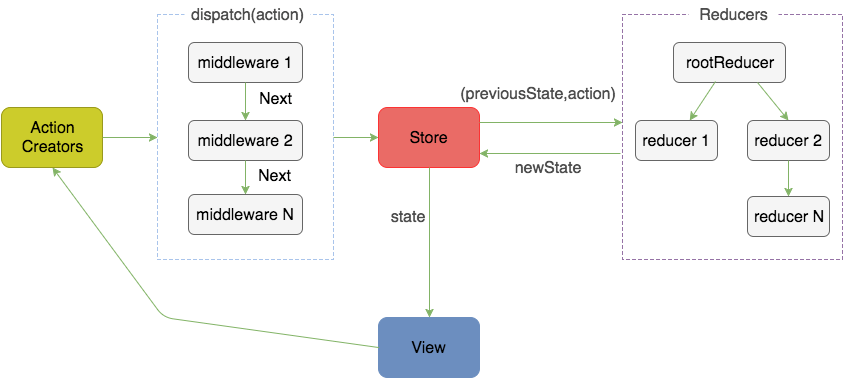 dispatch(action)
Reducers
middleware 1
rootReducer
Next
(previousState,action)
Action
Creators
middleware 2
Store
reducer 1
reducer 2
newState
Next
middleware N
state
reducer N
View